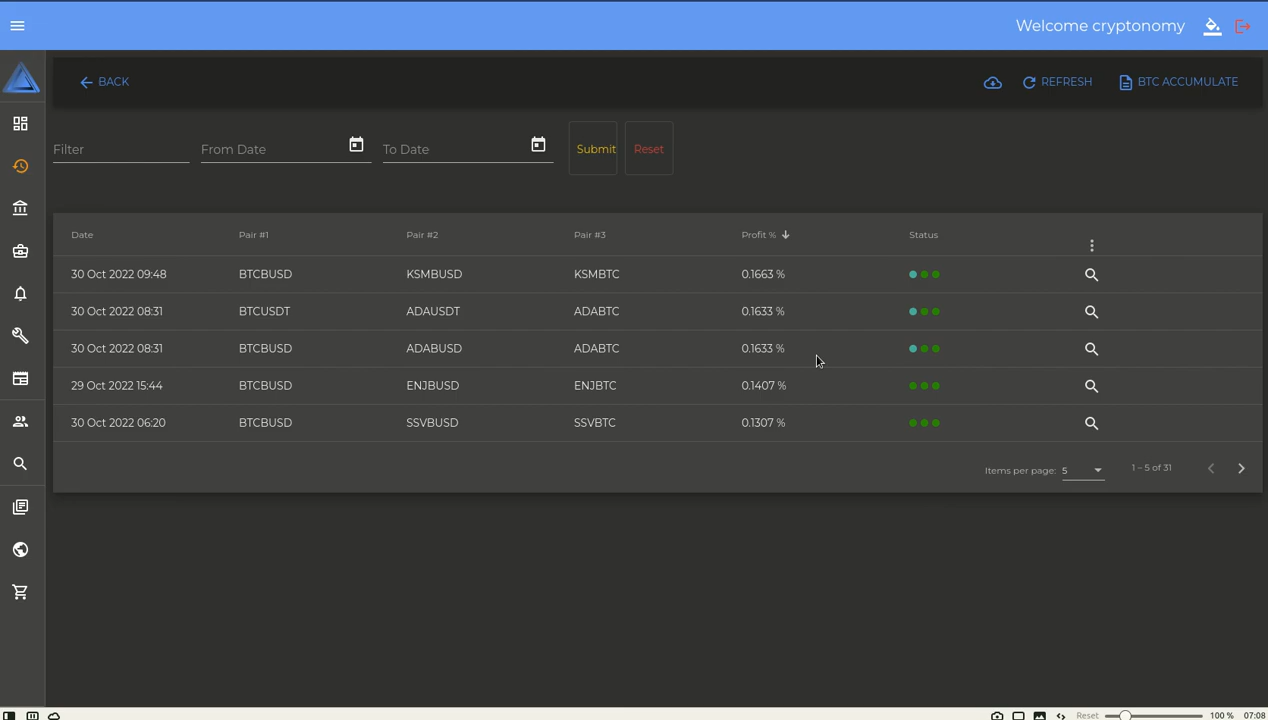 Welcome cryptonomy
BACK
REFRESH
BTC ACCUMULATE
Filter
From Date
To Date
Submit
Reset
Date Pair #1 Pair #2 Pair #3 Profit % Status
30 Oct 2022 09:48 BTCBUSD KSMBUSD KSMBTC 0.1663 %
30 Oct 2022 08:31 BTCUSDT ADAUSDT ADABTC 0.1633 %
30 Oct 2022 08:31 BTCBUSD ADABUSD ADABTC 0.1633 %
29 Oct 2022 15:44 BTCBUSD ENJBUSD ENJBTC 0.1407 %
30 Oct 2022 06:20 BTCBUSD SSVBUSD SSVBTC 0.1307 %
Items per page: 5 1 – 5 of 31
Reset 100 % 07:08